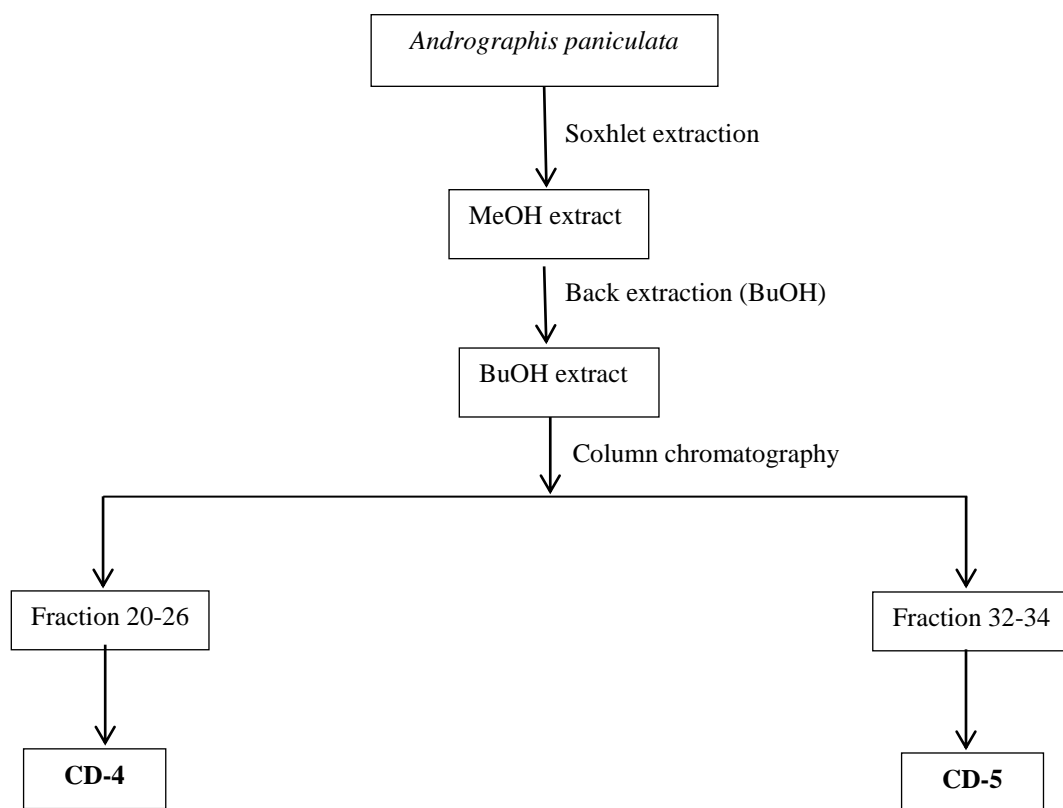 Andrographis paniculata
Soxhlet extraction
MeOH extract
Back extraction (BuOH)
BuOH extract
Column chromatography
Fraction 20-26
Fraction 32-34
CD-4
CD-5